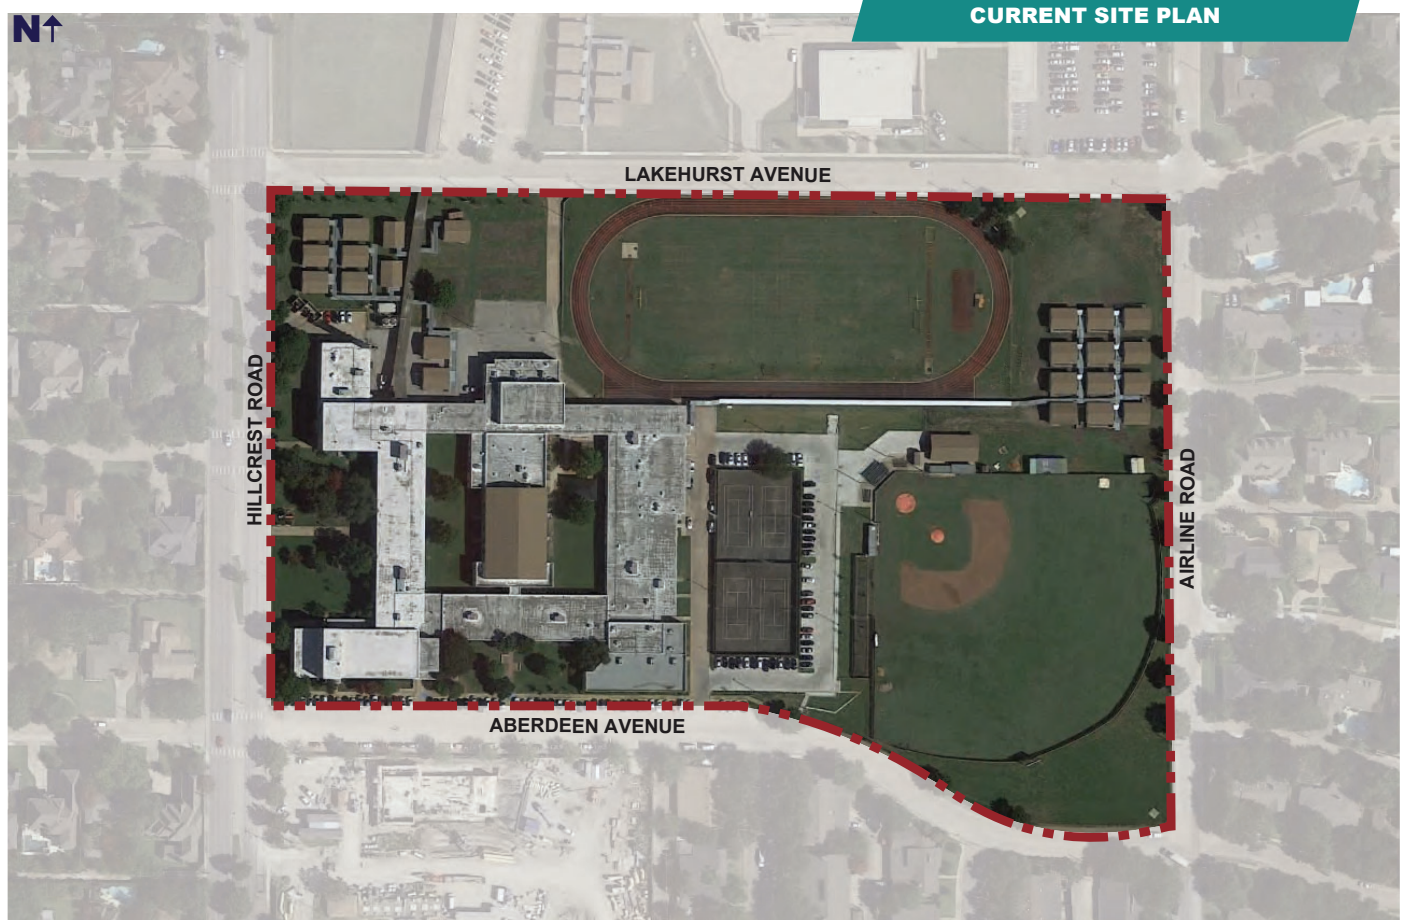 CURRENT SITE PLAN
N
LAKEHURST AVENUE
HILLCREST ROAD
AIRLINE ROAD
ABERDEEN AVENUE